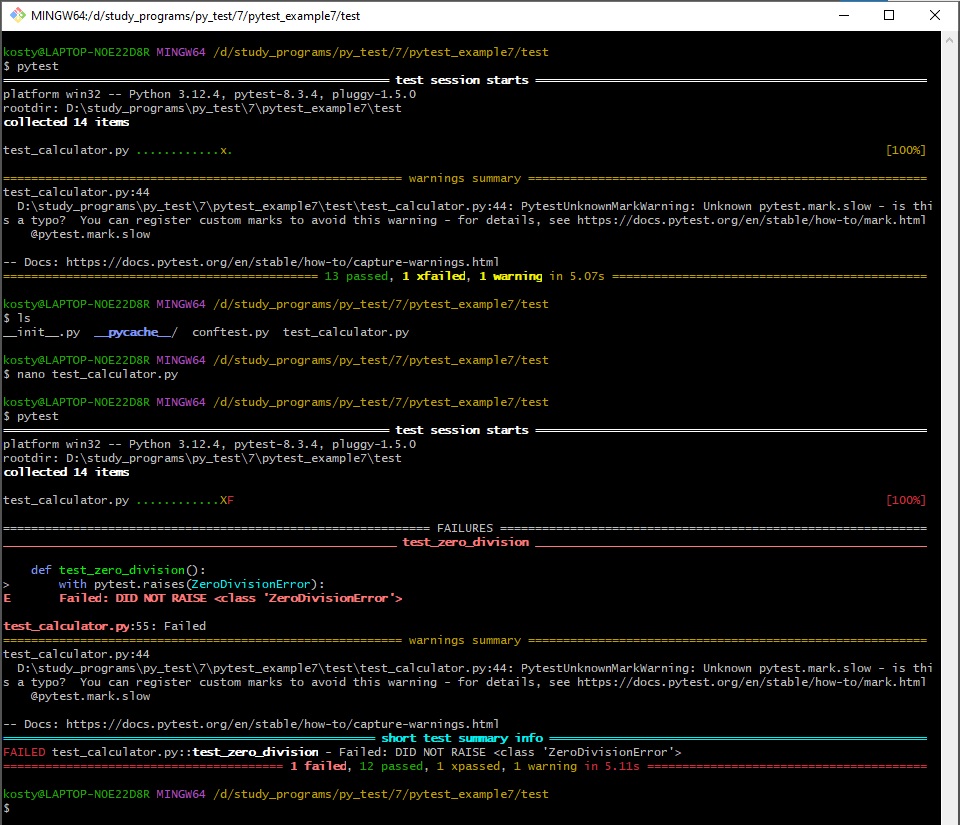 MINGW64:/d/study_programs/py_test/7/pytest_example7/test
kosty@LAPTOP-NOE22D8R MINGW64 /d/study_programs/py_test/7/pytest_example7/test
$ pytest
============================= test session starts =============================
platform win32 -- Python 3.12.4, pytest-8.3.4, pluggy-1.5.0
rootdir: D:\study_programs\py_test\7\pytest_example7\test
collected 14 items
test_calculator.py ............x. [100%]
============================= warnings summary =============================
test_calculator.py:44
  D:\study_programs\py_test\7\pytest_example7\test\test_calculator.py:44: PytestUnknownMarkWarning: Unknown pytest.mark.slow - is thi
s a typo?  You can register custom marks to avoid this warning - for details, see https://docs.pytest.org/en/stable/how-to/mark.html
    @pytest.mark.slow
-- Docs: https://docs.pytest.org/en/stable/how-to/capture-warnings.html
============================= 13 passed, 1 xfailed, 1 warning in 5.07s =============================
kosty@LAPTOP-NOE22D8R MINGW64 /d/study_programs/py_test/7/pytest_example7/test
$ ls
__init__.py  __pycache__/  conftest.py  test_calculator.py
kosty@LAPTOP-NOE22D8R MINGW64 /d/study_programs/py_test/7/pytest_example7/test
$ nano test_calculator.py
kosty@LAPTOP-NOE22D8R MINGW64 /d/study_programs/py_test/7/pytest_example7/test
$ pytest
============================= test session starts =============================
platform win32 -- Python 3.12.4, pytest-8.3.4, pluggy-1.5.0
rootdir: D:\study_programs\py_test\7\pytest_example7\test
collected 14 items
test_calculator.py ............XF [100%]
============================= FAILURES =============================
_____________________________ test_zero_division _____________________________
    def test_zero_division():
>       with pytest.raises(ZeroDivisionError):
E       Failed: DID NOT RAISE <class 'ZeroDivisionError'>
test_calculator.py:55: Failed
============================= warnings summary =============================
test_calculator.py:44
  D:\study_programs\py_test\7\pytest_example7\test\test_calculator.py:44: PytestUnknownMarkWarning: Unknown pytest.mark.slow - is thi
s a typo?  You can register custom marks to avoid this warning - for details, see https://docs.pytest.org/en/stable/how-to/mark.html
    @pytest.mark.slow
-- Docs: https://docs.pytest.org/en/stable/how-to/capture-warnings.html
============================= short test summary info =============================
FAILED test_calculator.py::test_zero_division - Failed: DID NOT RAISE <class 'ZeroDivisionError'>
============================= 1 failed, 12 passed, 1 xpassed, 1 warning in 5.11s =============================
kosty@LAPTOP-NOE22D8R MINGW64 /d/study_programs/py_test/7/pytest_example7/test
$